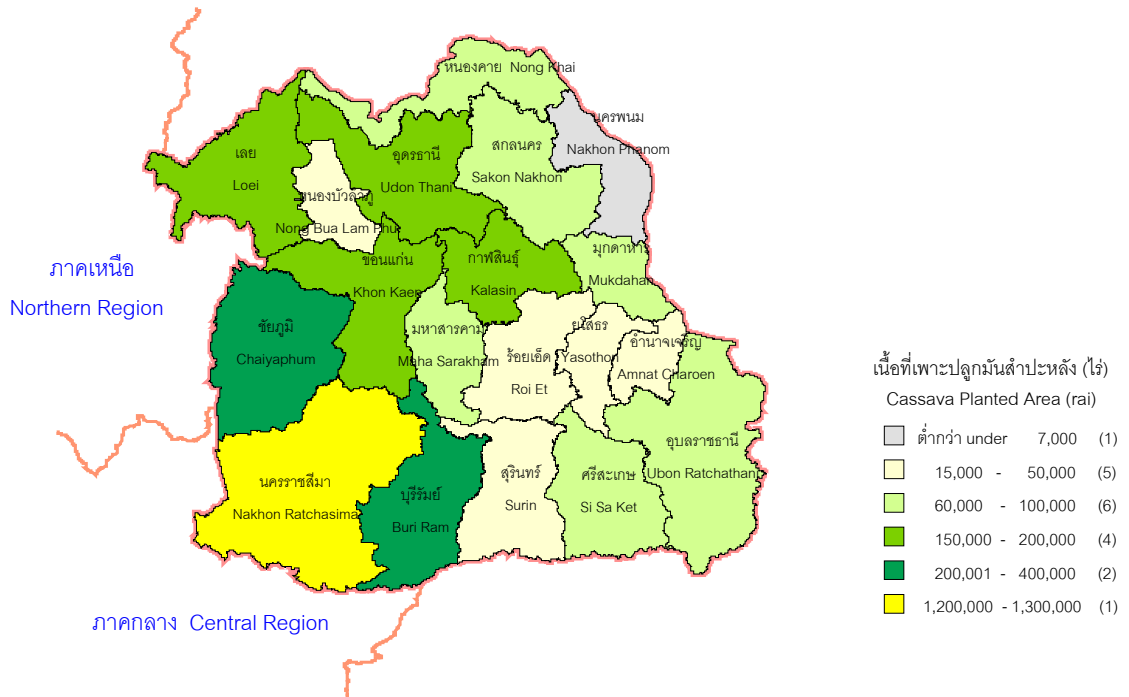 หนองคาย Nong Khai
นครพนม
Nakhon Phanom
สกลนคร
Sakon Nakhon
เลย
Loei
อุดรธานี
Udon Thani
หนองบัวลำภู
Nong Bua Lam Phu
มุกดาหาร
Mukdahan
ขอนแก่น
Khon Kaen
กาฬสินธุ์
Kalasin
ภาคเหนือ
Northern Region
ชัยภูมิ
Chaiyaphum
มหาสารคาม
Maha Sarakham
ร้อยเอ็ด
Roi Et
ยโสธร
Yasothon
อำนาจเจริญ
Amnat Charoen
อุบลราชธานี
Ubon Ratchathani
นครราชสีมา
Nakhon Ratchasima
บุรีรัมย์
Buri Ram
สุรินทร์
Surin
ศรีสะเกษ
Si Sa Ket
ภาคกลาง Central Region
เนื้อที่เพาะปลูกมันสำปะหลัง (ไร่)
Cassava Planted Area (rai)
ต่ำกว่า under 7,000 (1)
15,000 - 50,000 (5)
60,000 - 100,000 (6)
150,000 - 200,000 (4)
200,001 - 400,000 (2)
1,200,000 - 1,300,000 (1)